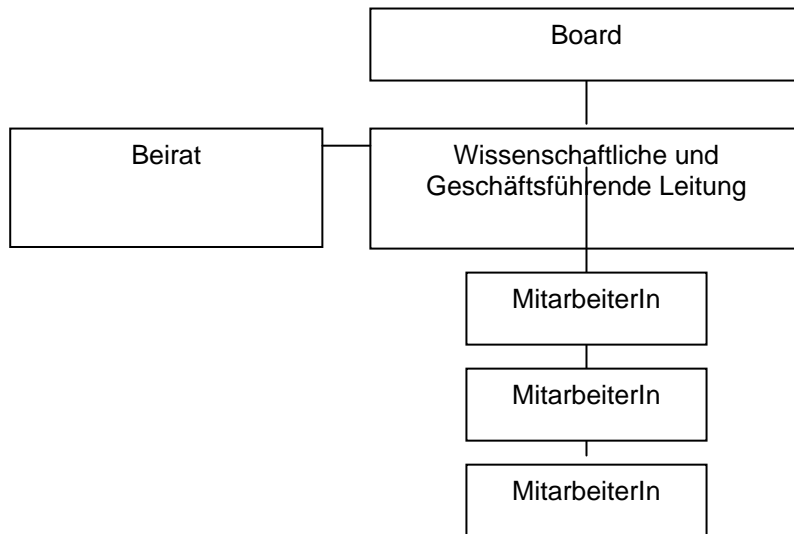 Board
Beirat
Wissenschaftliche und
Geschäftsführende Leitung
MitarbeiterIn
MitarbeiterIn
MitarbeiterIn